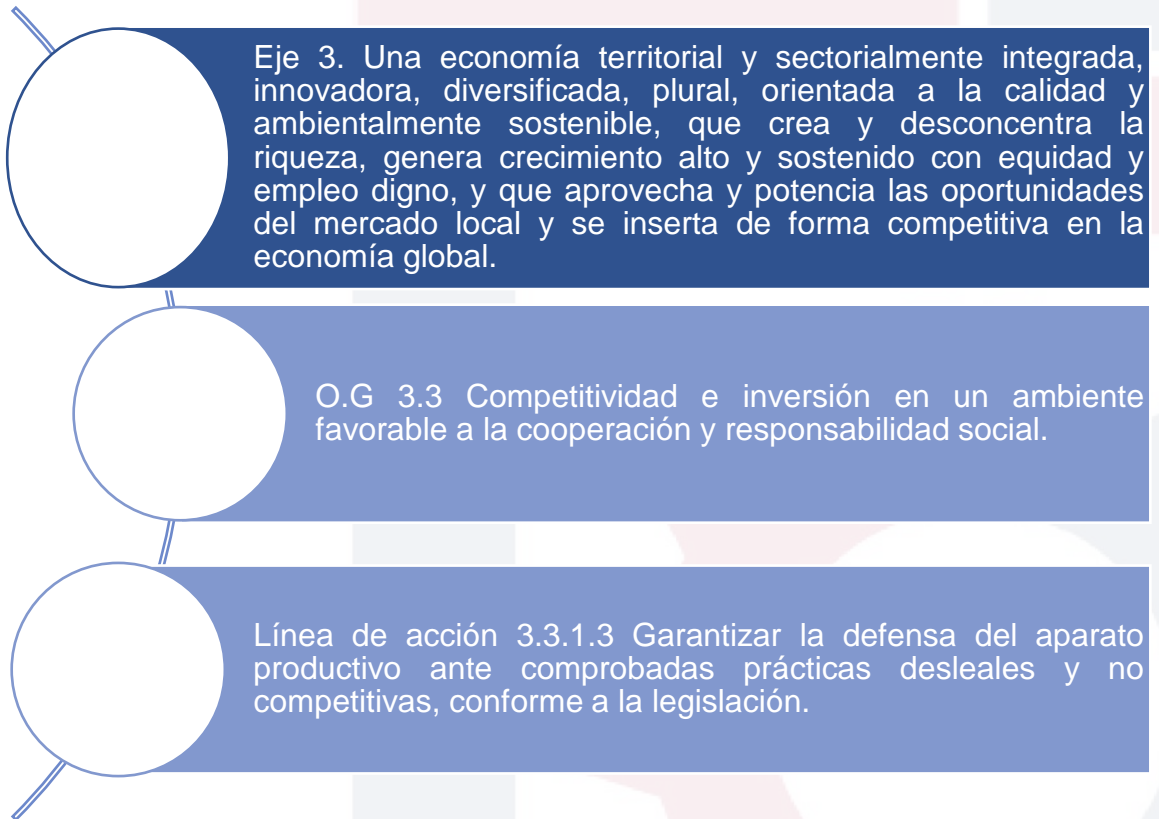 Eje 3. Una economía territorial y sectorialmente integrada,
innovadora, diversificada, plural, orientada a la calidad y
ambientalmente sostenible, que crea y desconcentra la
riqueza, genera crecimiento alto y sostenido con equidad y
empleo digno, y que aprovecha y potencia las oportunidades
del mercado local y se inserta de forma competitiva en la
economía global.
O.G 3.3 Competitividad e inversión en un ambiente
favorable a la cooperación y responsabilidad social.
Línea de acción 3.3.1.3 Garantizar la defensa del aparato
productivo ante comprobadas prácticas desleales y no
competitivas, conforme a la legislación.